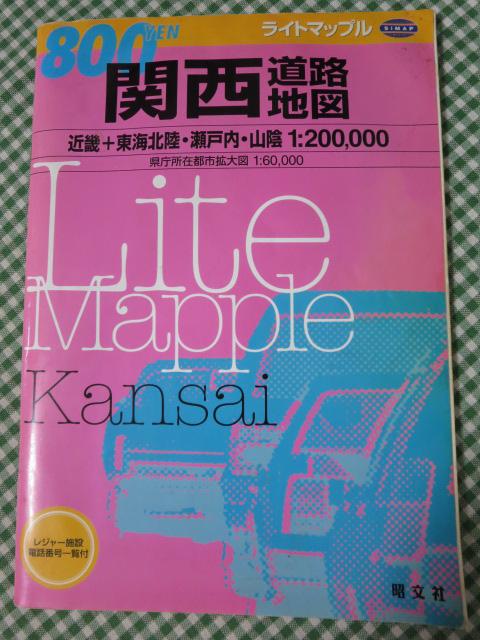 800YEN
ライトマップル
SiMAP
関西道路地図
近畿+東海北陸・瀬戸内・山陰 1:200,000
県庁所在都市拡大図 1:60,000
Lite
Mapple
Kansai
レジャー施設
電話番号一覧付
昭文社